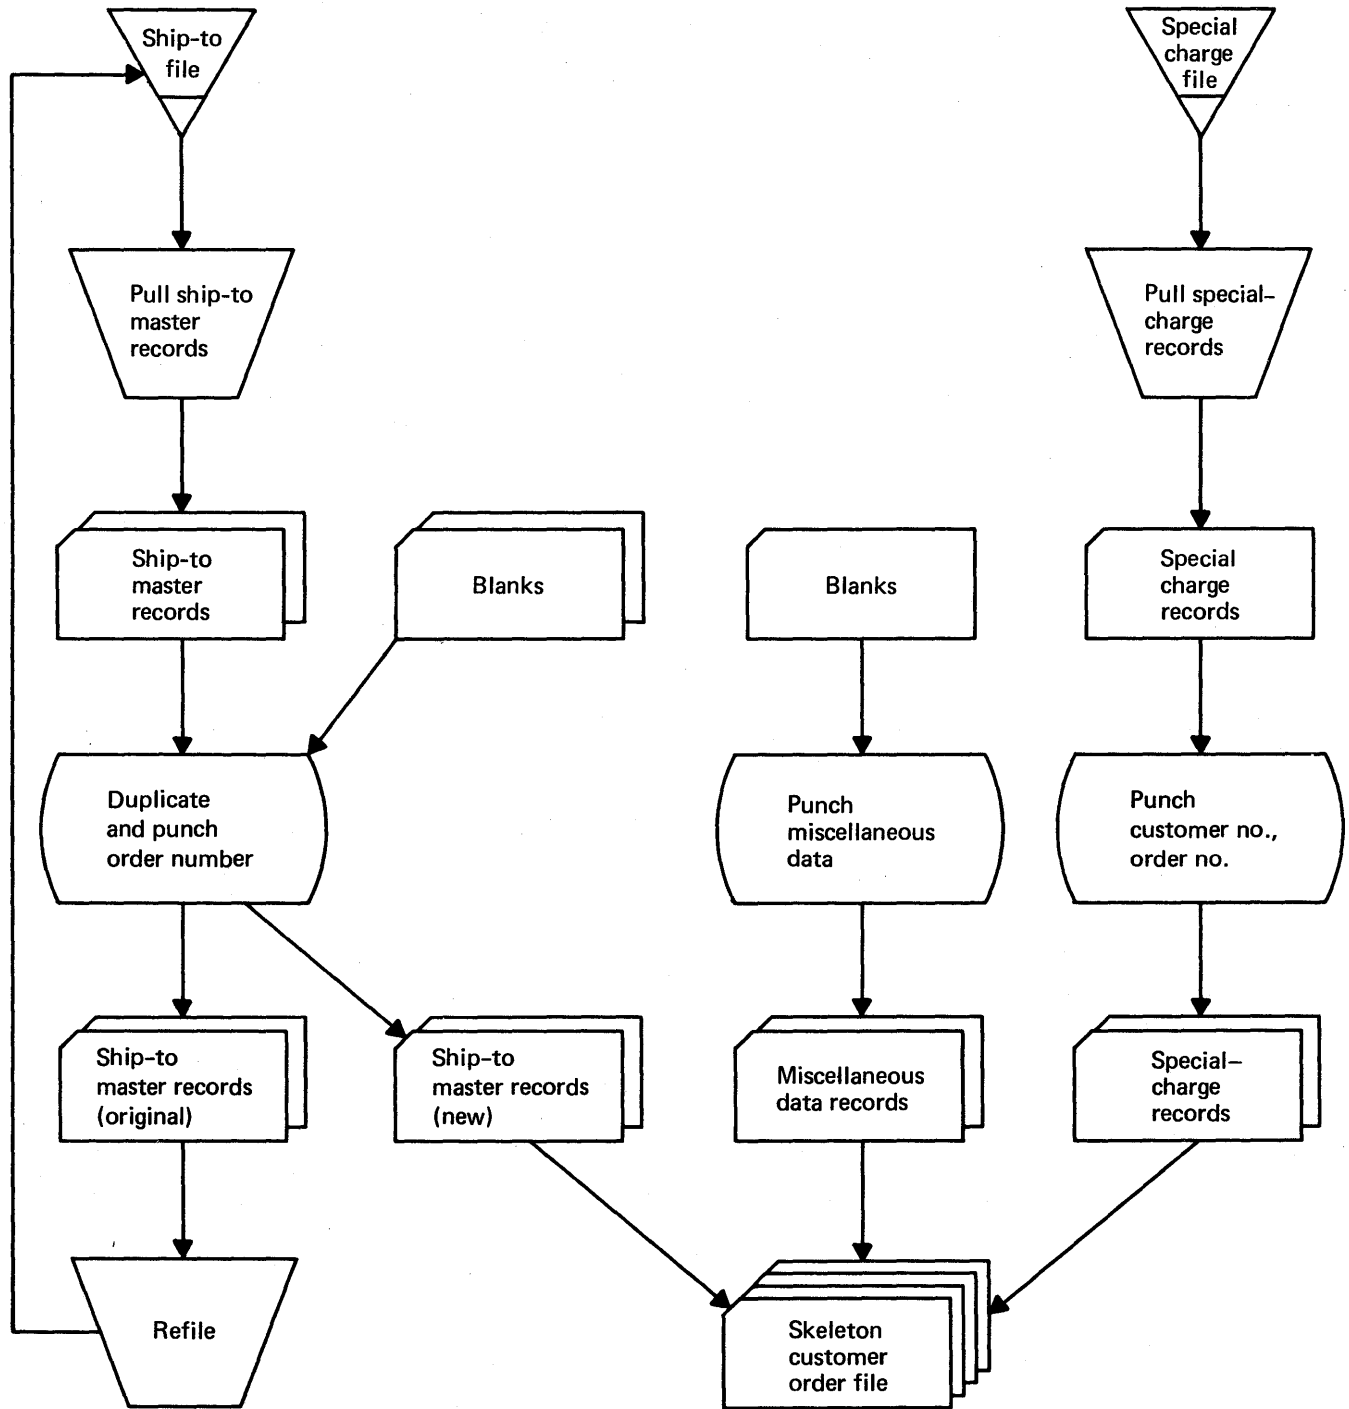 Ship-to
file
Special
charge
file
Pull ship-to
master
records
Pull special-
charge
records
Ship-to
master
records
Blanks
Blanks
Special
charge
records
Duplicate
and punch
order number
Punch
miscellaneous
data
Punch
customer no.,
order no.
Ship-to
master records
(original)
Ship-to
master records
(new)
Miscellaneous
data records
Special-
charge
records
Refile
Skeleton
customer
order file